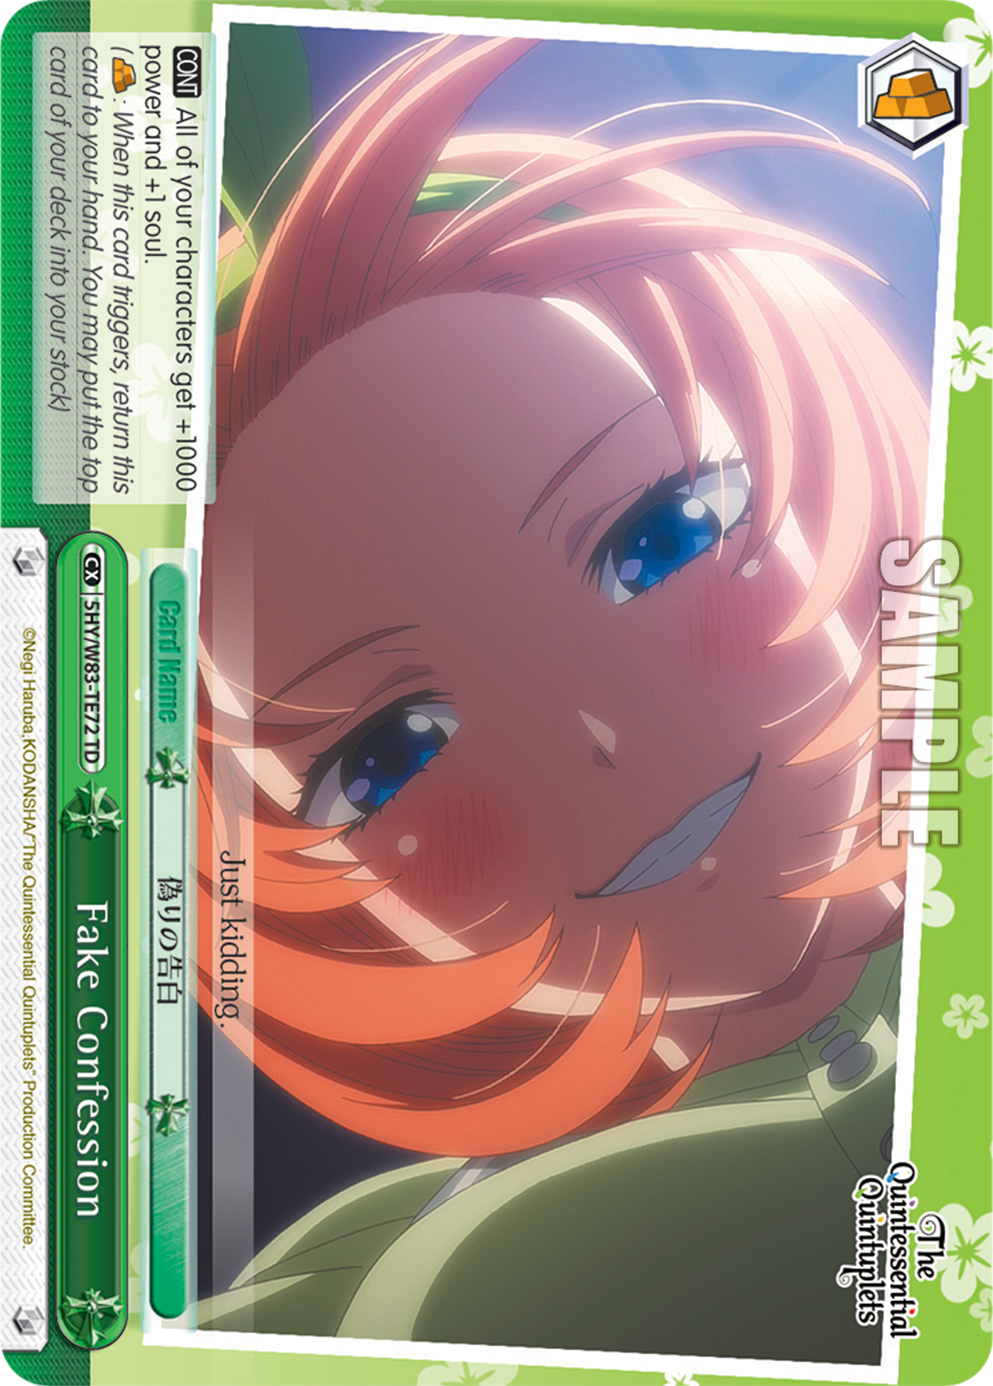 CONT All of your characters get +1000
power and +1 soul.
( : When this card triggers, return this
card to your hand. You may put the top
card of your deck into your stock)
SAMPLE
Just kidding.
Card Name
偽りの告白
CX 5HY/W83-TE72 TD
Fake Confession
©Negi Haruba,KODANSHA/"The Quintessential Quintuplets" Production Committee.
The
Quintessential
Quintuplets